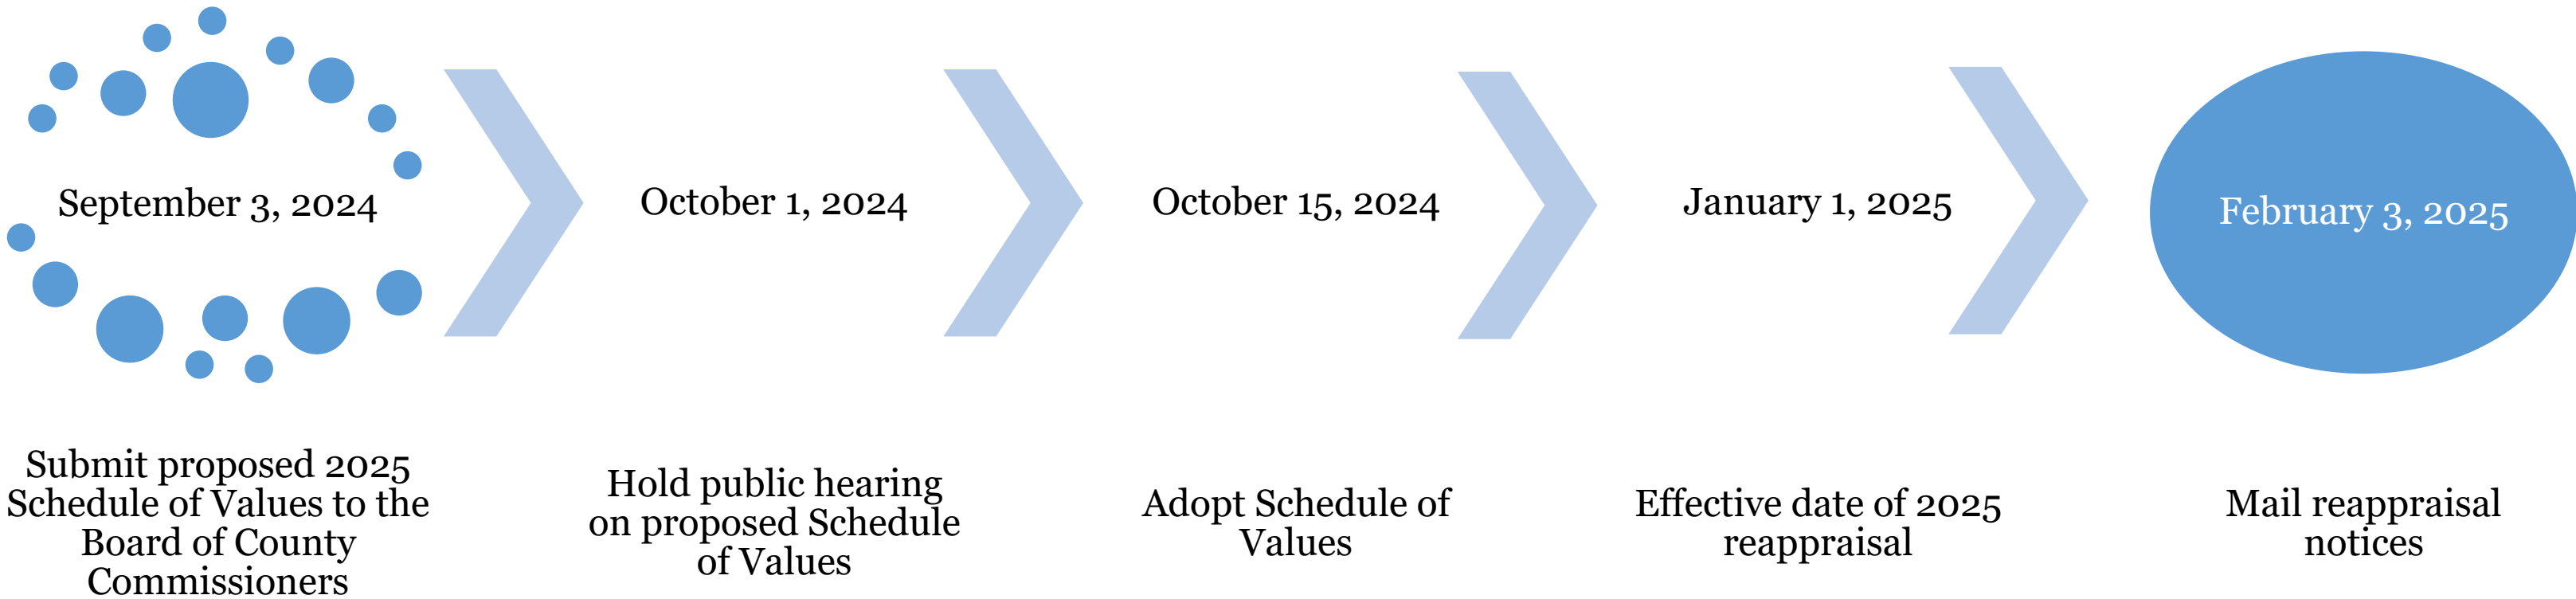 September 3, 2024
October 1, 2024
October 15, 2024
January 1, 2025
February 3, 2025
Submit proposed 2025
Schedule of Values to the
Board of County
Commissioners
Hold public hearing
on proposed Schedule
of Values
Adopt Schedule of
Values
Effective date of 2025
reappraisal
Mail reappraisal
notices